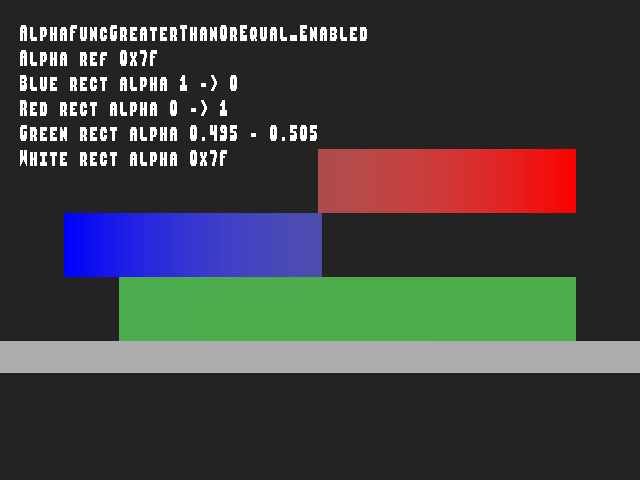 AlphaFuncGreaterThanOrEqual_Enabled
Alpha ref 0x7f
Blue rect alpha 1 -> 0
Red rect alpha 0 -> 1
Green rect alpha 0.495 - 0.505
White rect alpha 0x7f